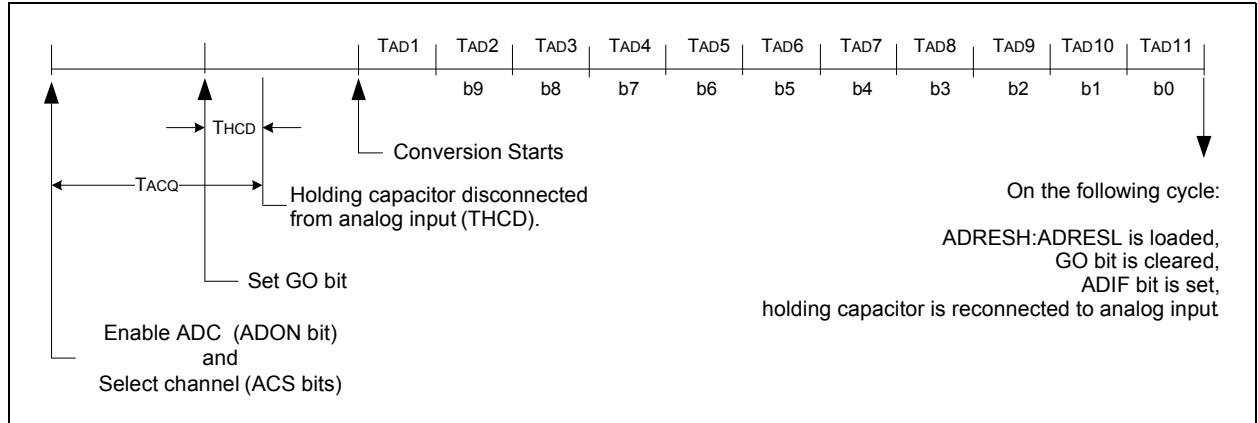 TAD1 TAD2 TAD3 TAD4 TAD5 TAD6 TAD7 TAD8 TAD9 TAD10 TAD11
b9 b8 b7 b6 b5 b4 b3 b2 b1 b0
THCD
Conversion Starts
TACQ
Holding capacitor disconnected
from analog input (THCD).
Set GO bit
Enable ADC (ADON bit)
and
Select channel (ACS bits)
On the following cycle:
ADRESH:ADRESL is loaded,
GO bit is cleared,
ADIF bit is set,
holding capacitor is reconnected to analog input.